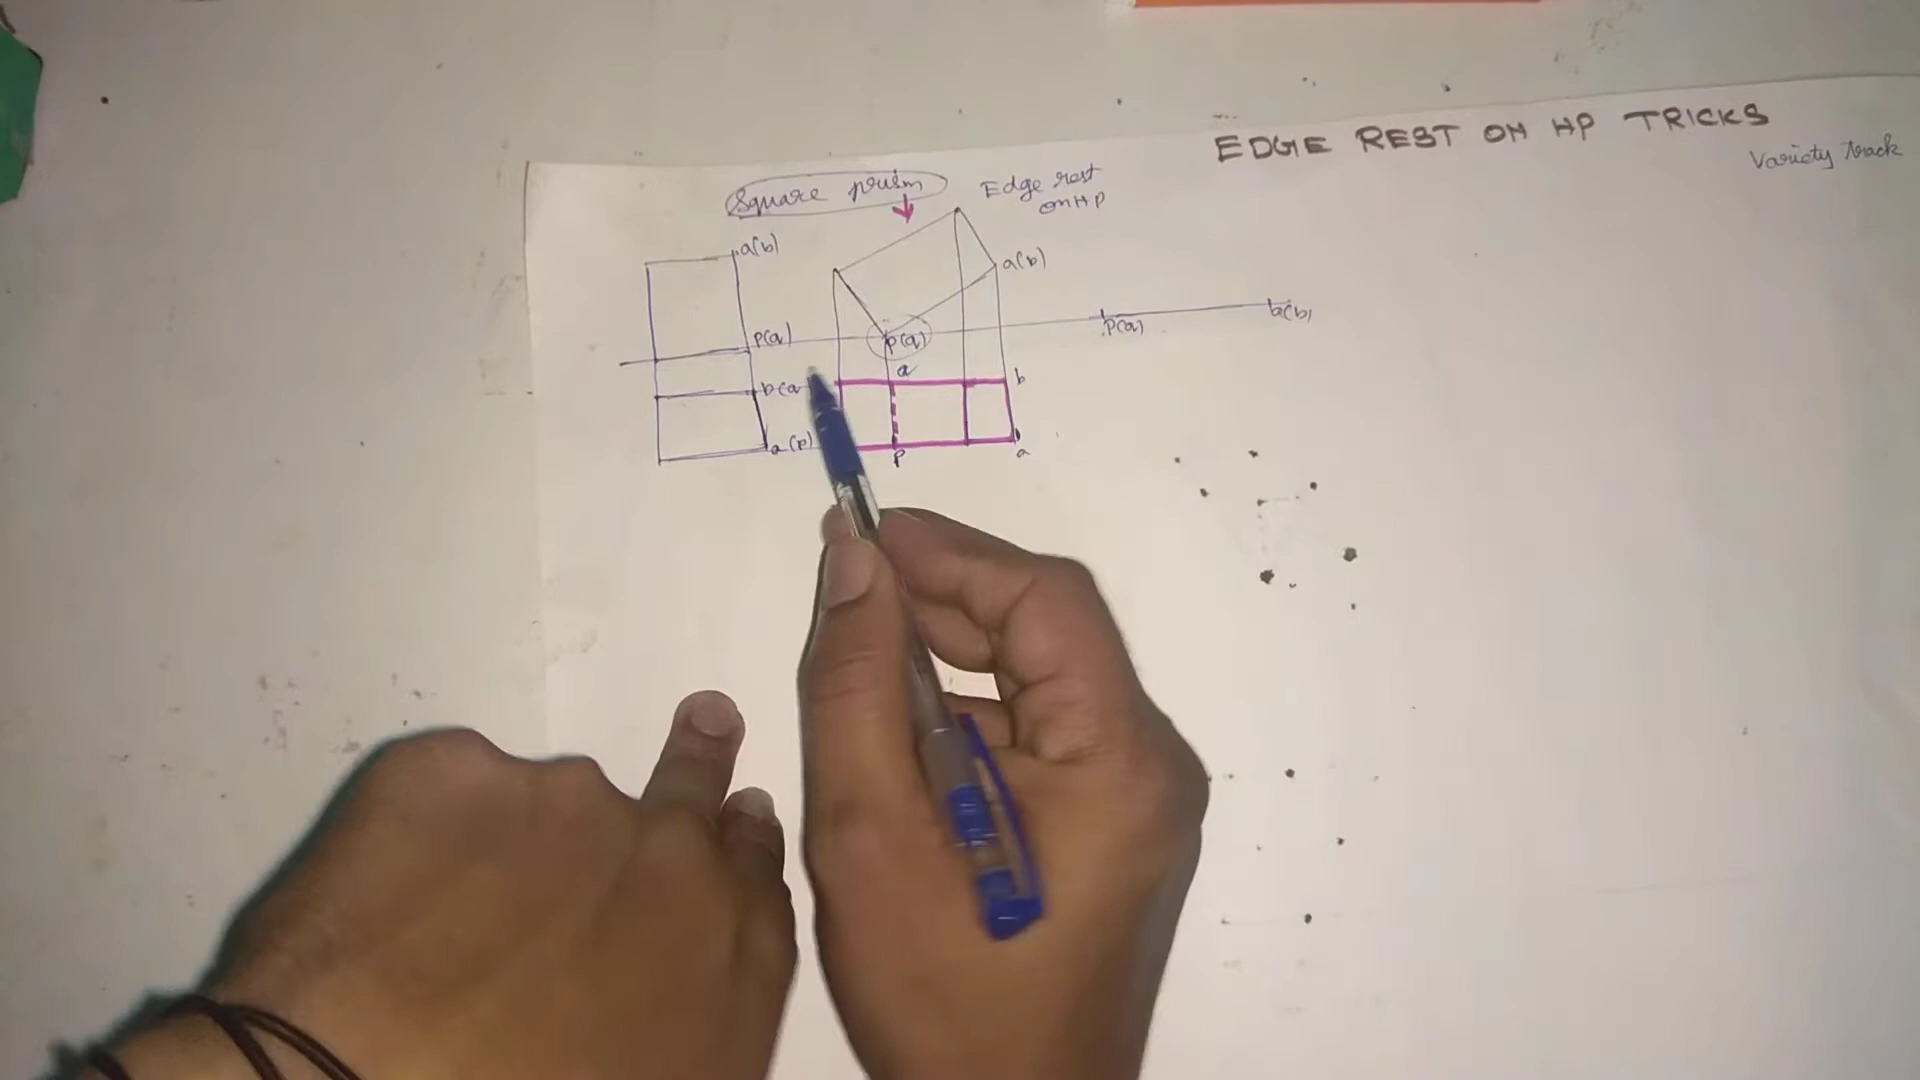 EDGE REST ON HP TRICKS
Variety Track
Square prism
Edge rest
on HP
a(b)
a(b)
p(q)
p(q)
p(q)
b(b)
a
b
b(q
a(p)
p
a